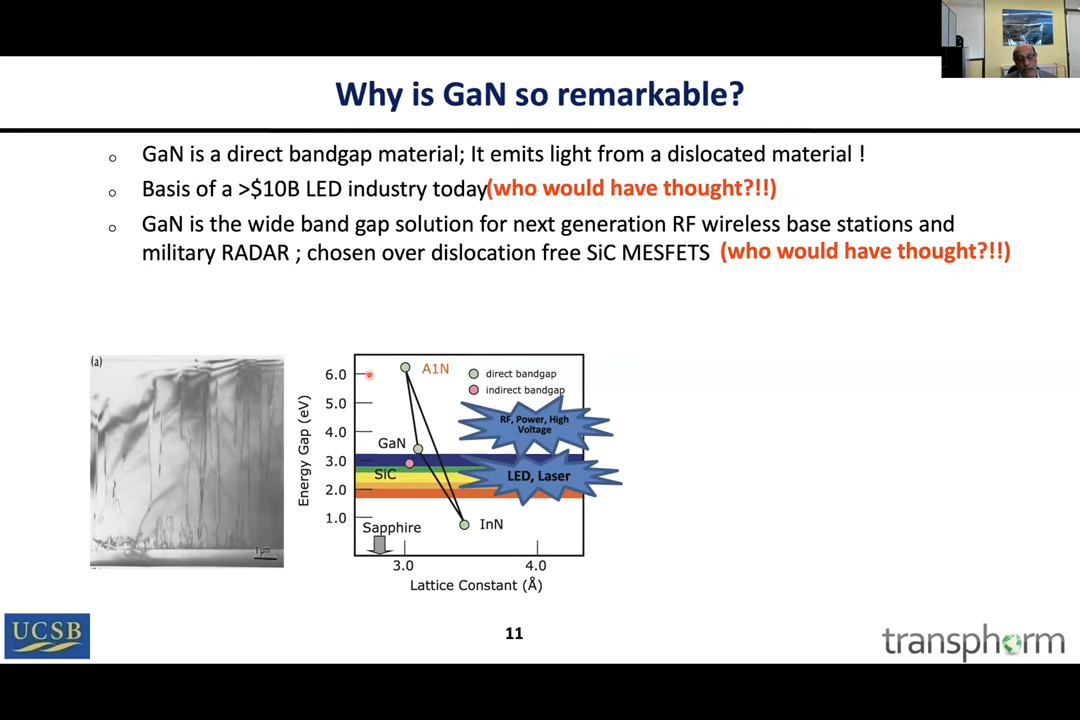 Why is GaN so remarkable?
GaN is a direct bandgap material; It emits light from a dislocated material !
Basis of a >$10B LED industry today(who would have thought?!!)
GaN is the wide band gap solution for next generation RF wireless base stations and
military RADAR ; chosen over dislocation free SiC MESFETS (who would have thought?!!)
(a)
1 μm
Energy Gap (eV)
6.0
5.0
4.0
3.0
2.0
1.0
A1N
direct bandgap
indirect bandgap
RF, Power, High
Voltage
GaN
SiC
LED, Laser
InN
Sapphire
3.0
4.0
Lattice Constant (Å)
UCSB
11
transphorm